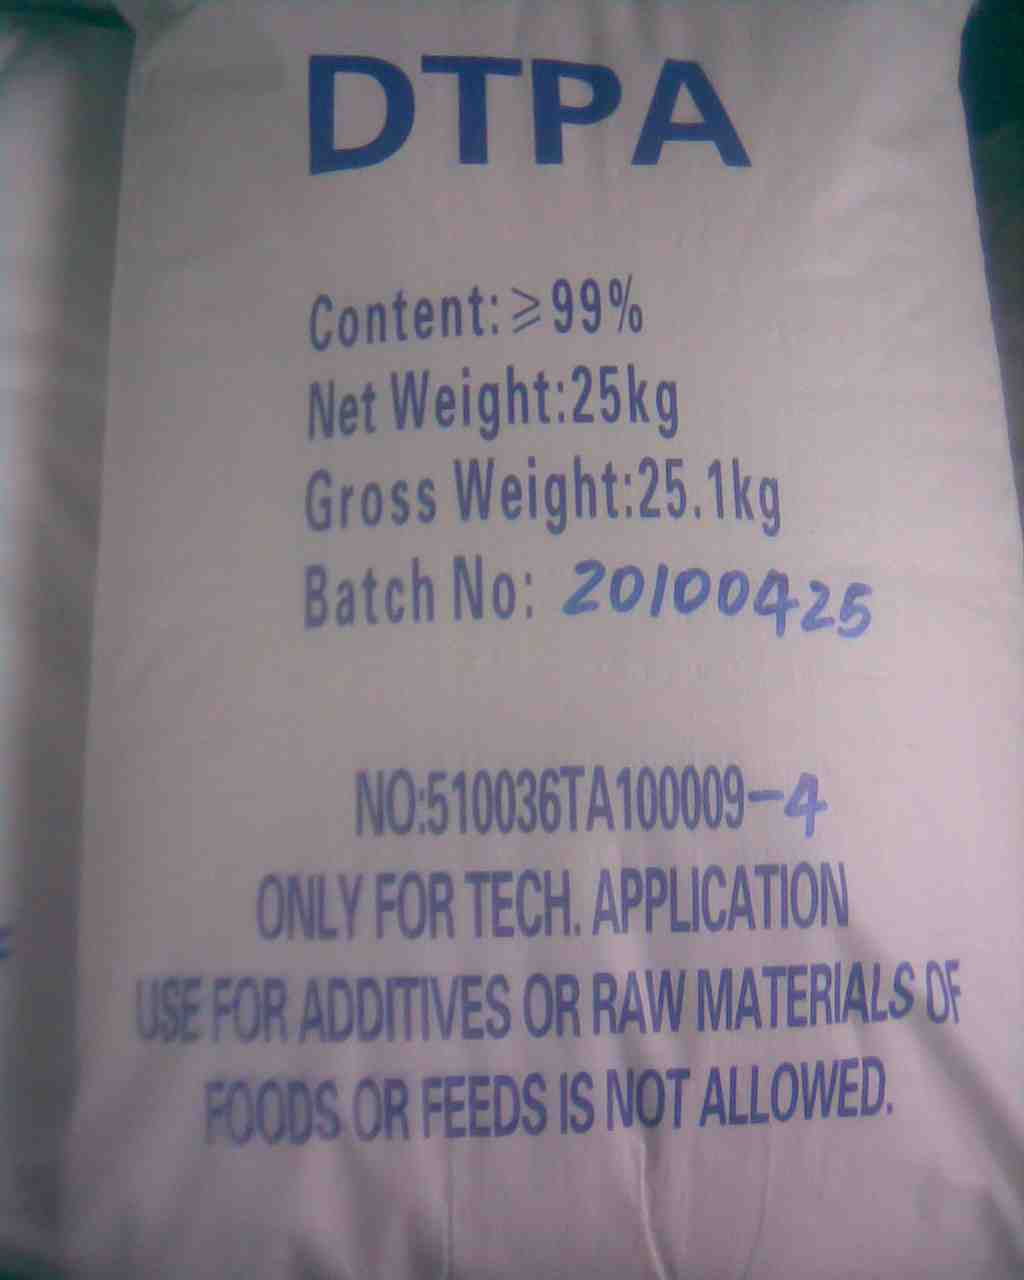 DTPA
Content:≥99%
Net Weight:25kg
Gross Weight:25.1kg
Batch No: 20100425
NO:510036TA100009-4
ONLY FOR TECH. APPLICATION
USE FOR ADDITIVES OR RAW MATERIALS OF
FOODS OR FEEDS IS NOT ALLOWED.